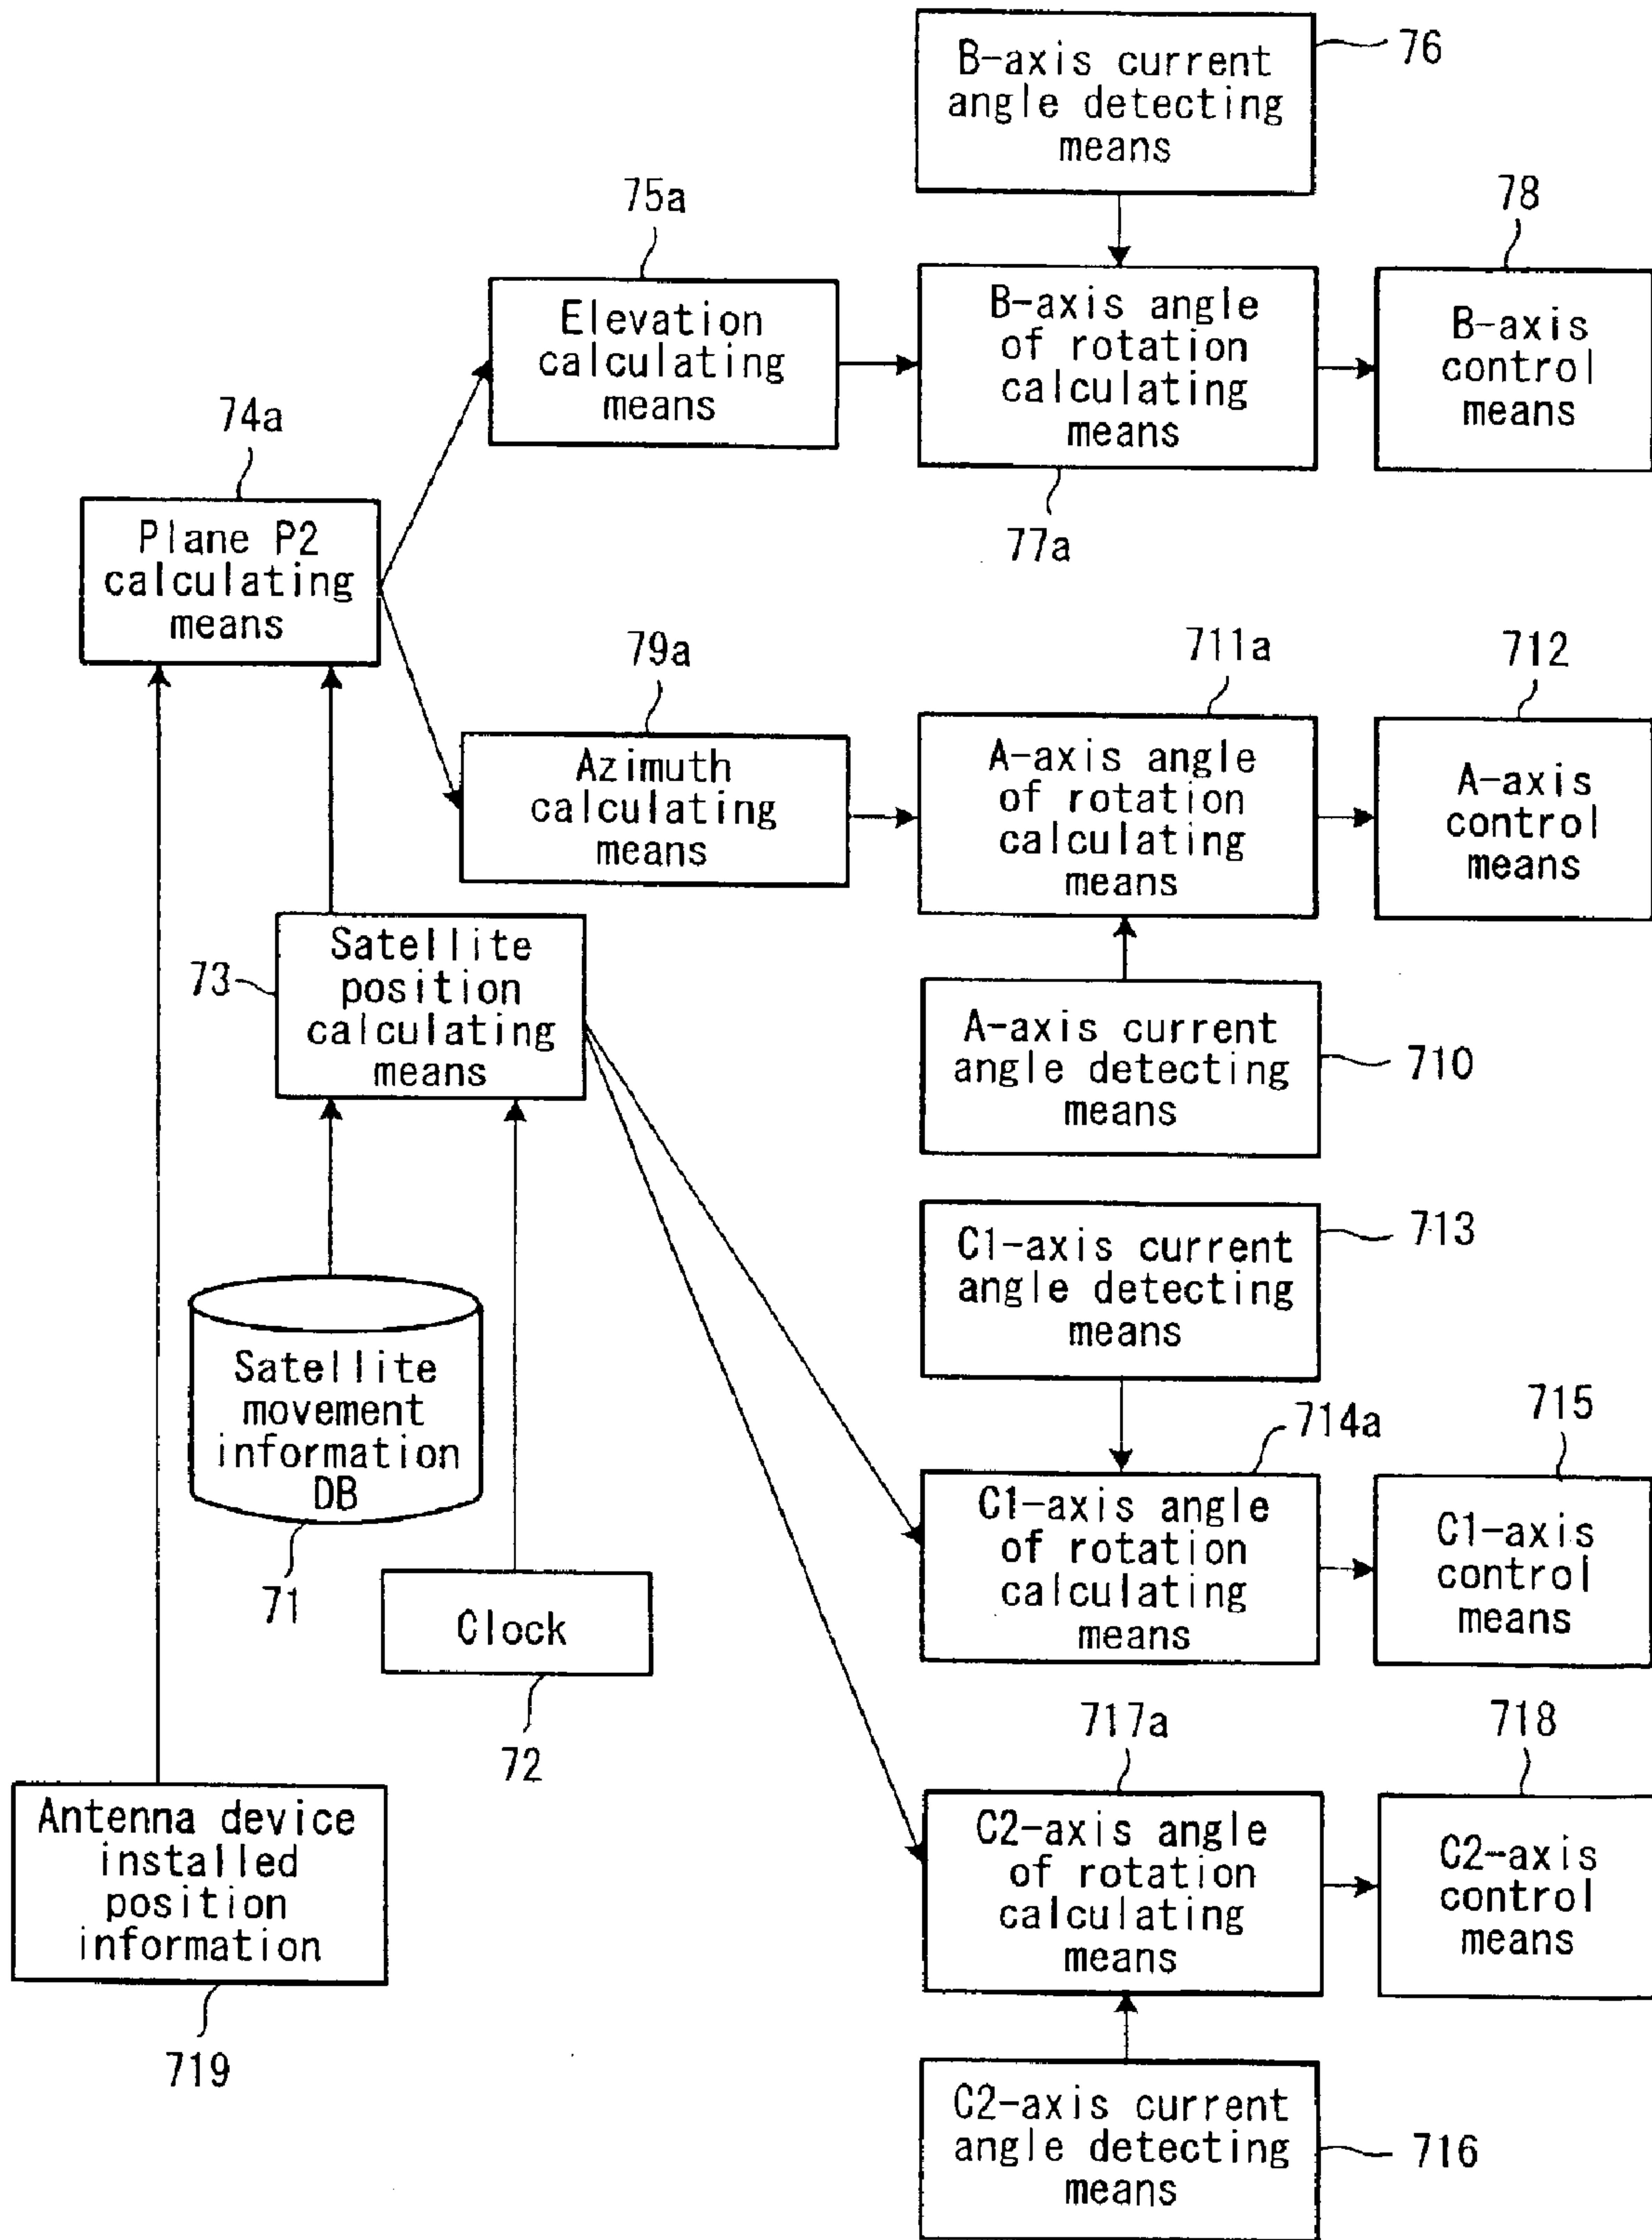 B-axis current
angle detecting
means
76
75a
78
Elevation
calculating
means
B-axis angle
of rotation
calculating
means
B-axis
control
means
74a
77a
Plane P2
calculating
means
79a
711a
712
Azimuth
calculating
means
A-axis angle
of rotation
calculating
means
A-axis
control
means
73
Satellite
position
calculating
means
A-axis current
angle detecting
means
710
C1-axis current
angle detecting
means
713
Satellite
movement
information
DB
71
714a
715
C1-axis angle
of rotation
calculating
means
C1-axis
control
means
Clock
72
717a
718
Antenna device
installed
position
information
719
C2-axis angle
of rotation
calculating
means
C2-axis
control
means
C2-axis current
angle detecting
means
716